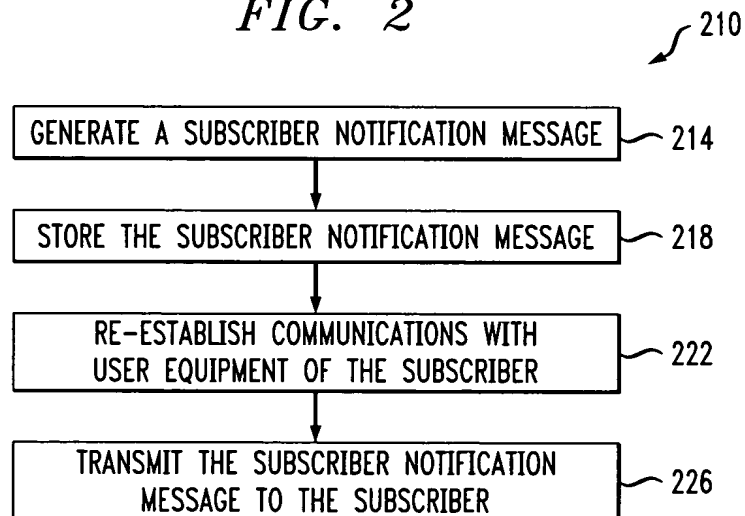 FIG. 2
210
GENERATE A SUBSCRIBER NOTIFICATION MESSAGE
214
STORE THE SUBSCRIBER NOTIFICATION MESSAGE
218
RE-ESTABLISH COMMUNICATIONS WITH
USER EQUIPMENT OF THE SUBSCRIBER
222
TRANSMIT THE SUBSCRIBER NOTIFICATION
MESSAGE TO THE SUBSCRIBER
226